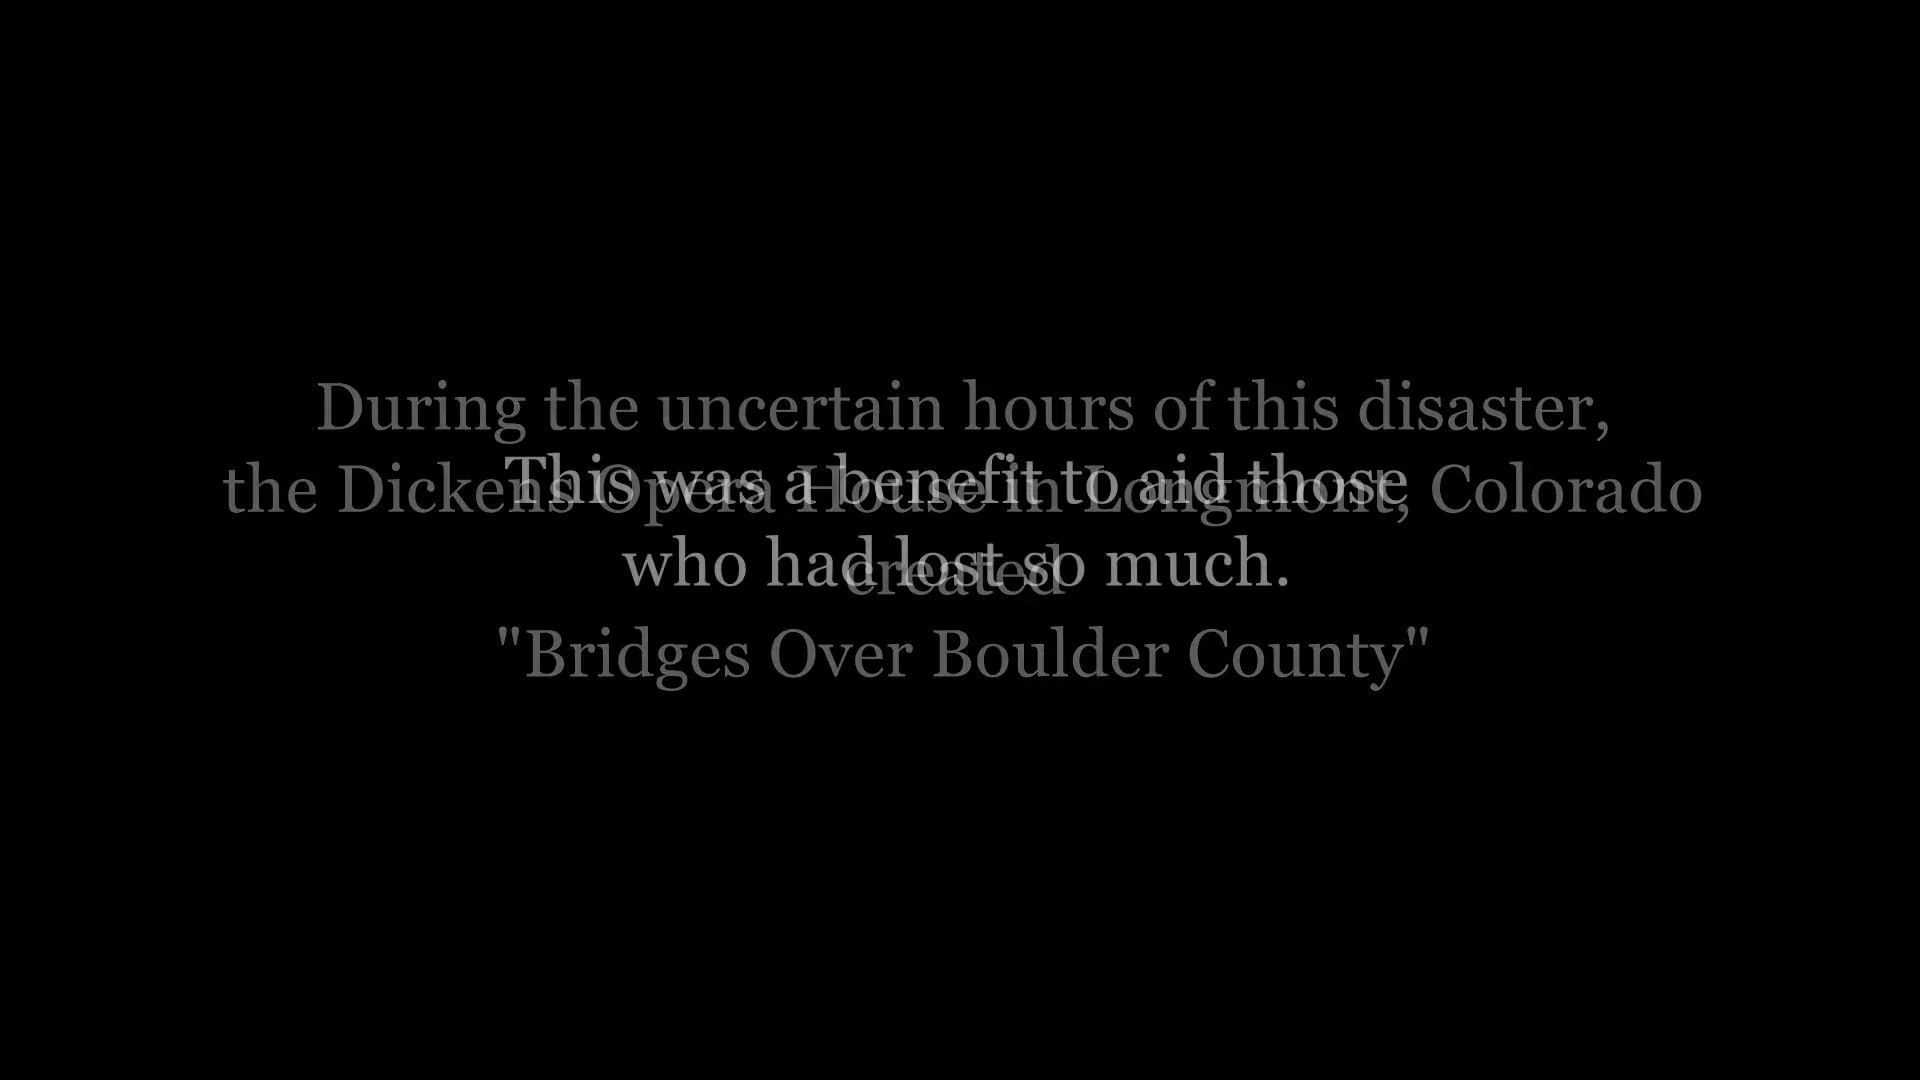 During the uncertain hours of this disaster,
the Dickens Opera House in Longmont, Colorado
created
"Bridges Over Boulder County"
This was a benefit to aid those
who had lost so much.